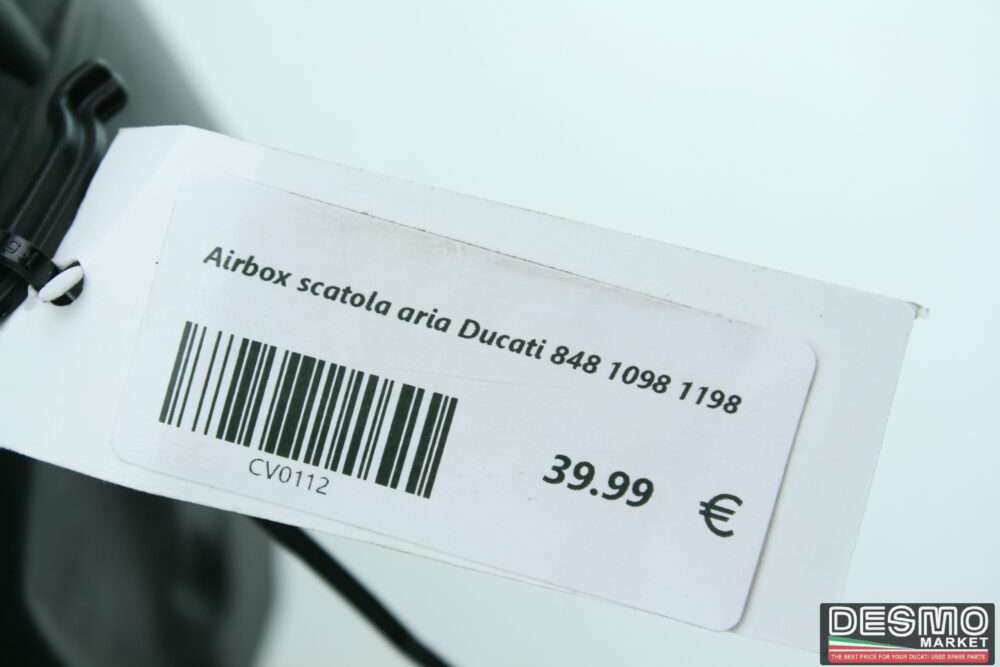 Airbox scatola aria Ducati 848 1098 1198
CV0112
39.99 €
DESMO
MARKET
THE BEST PRICE FOR YOUR DUCATI USED SPARE PARTS